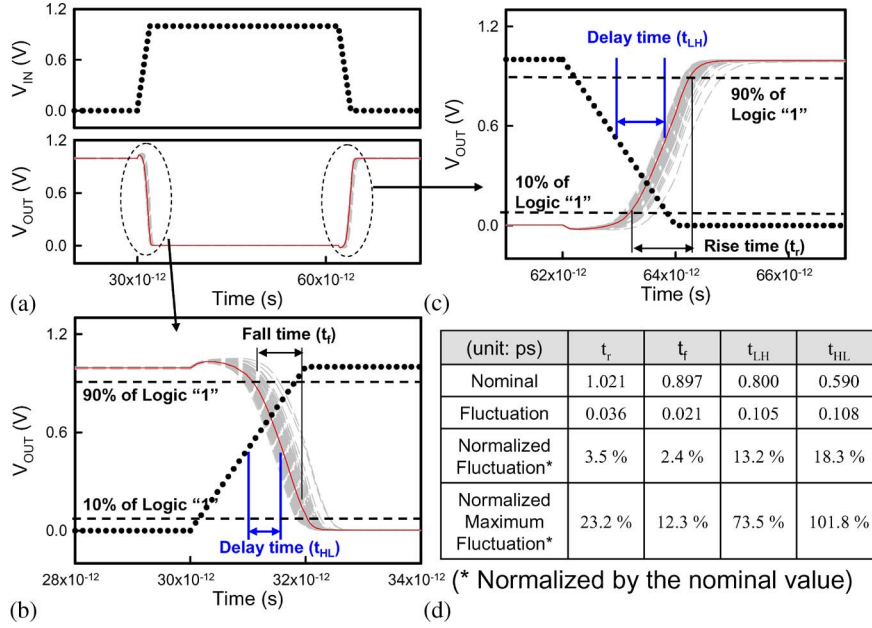 (a)
V_IN (V)
1.2
0.6
0.0
V_OUT (V)
1.2
0.6
0.0
30x10^-12
60x10^-12
Time (s)
(c)
V_OUT (V)
1.2
0.6
0.0
Delay time (t_LH)
90% of
Logic “1”
10% of
Logic “1”
Rise time (t_r)
62x10^-12
64x10^-12
66x10^-12
Time (s)
(b)
V_OUT (V)
1.2
0.6
0.0
Fall time (t_f)
90% of Logic “1”
10% of Logic “1”
Delay time (t_HL)
28x10^-12
30x10^-12
32x10^-12
34x10^-12
Time (s)
(d)
(unit: ps) t_r t_f t_LH t_HL
Nominal 1.021 0.897 0.800 0.590
Fluctuation 0.036 0.021 0.105 0.108
Normalized
Fluctuation* 3.5 % 2.4 % 13.2 % 18.3 %
Normalized
Maximum
Fluctuation* 23.2 % 12.3 % 73.5 % 101.8 %
(* Normalized by the nominal value)